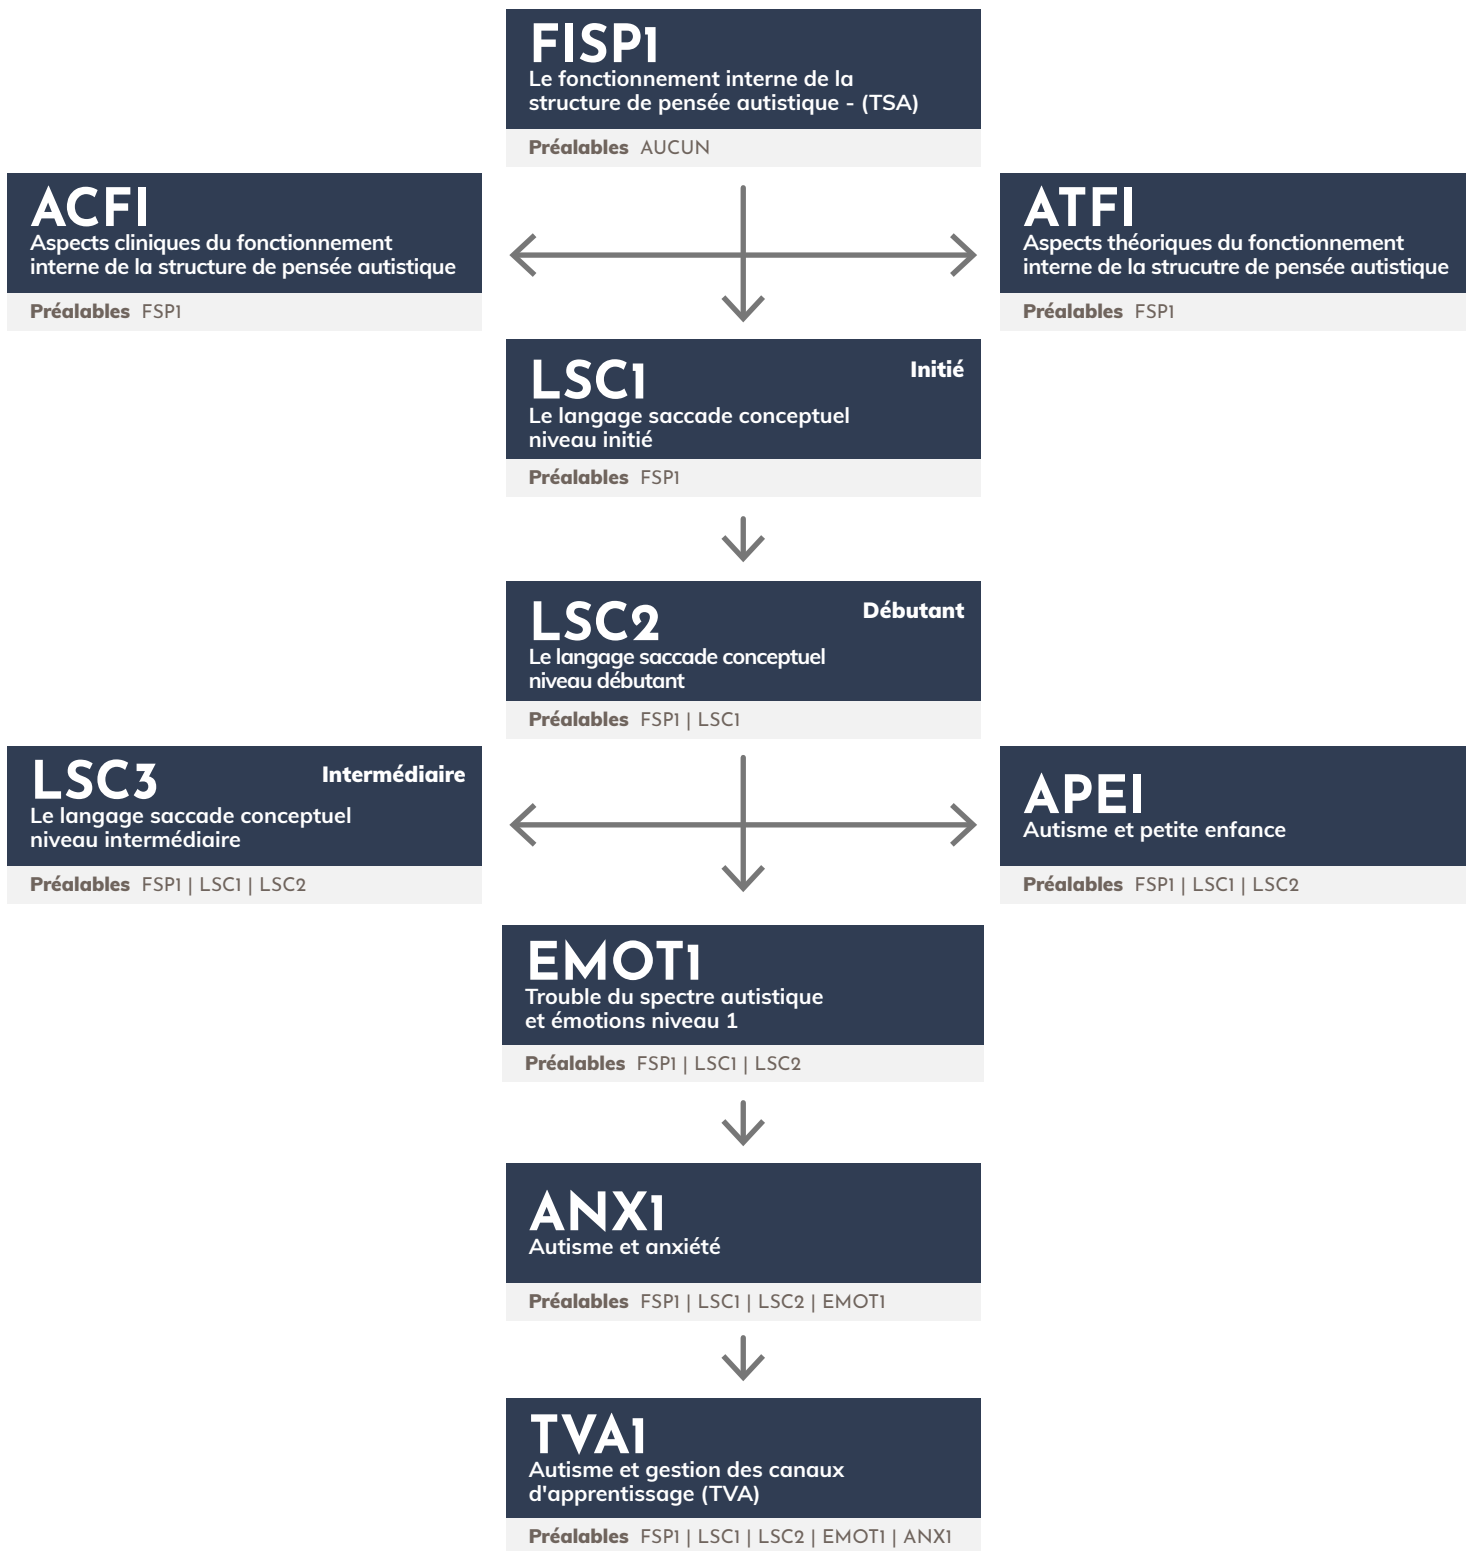 FISP1
Le fonctionnement interne de la
structure de pensée autistique - (TSA)
Préalables AUCUN
ACFI
Aspects cliniques du fonctionnement
interne de la structure de pensée autistique
Préalables FSP1
ATFI
Aspects théoriques du fonctionnement
interne de la strucutre de pensée autistique
Préalables FSP1
LSC1
Initié
Le langage saccade conceptuel
niveau initié
Préalables FSP1
LSC2
Débutant
Le langage saccade conceptuel
niveau débutant
Préalables FSP1 | LSC1
LSC3
Intermédiaire
Le langage saccade conceptuel
niveau intermédiaire
Préalables FSP1 | LSC1 | LSC2
APEI
Autisme et petite enfance
Préalables FSP1 | LSC1 | LSC2
EMOT1
Trouble du spectre autistique
et émotions niveau 1
Préalables FSP1 | LSC1 | LSC2
ANX1
Autisme et anxiété
Préalables FSP1 | LSC1 | LSC2 | EMOT1
TVA1
Autisme et gestion des canaux
d'apprentissage (TVA)
Préalables FSP1 | LSC1 | LSC2 | EMOT1 | ANX1